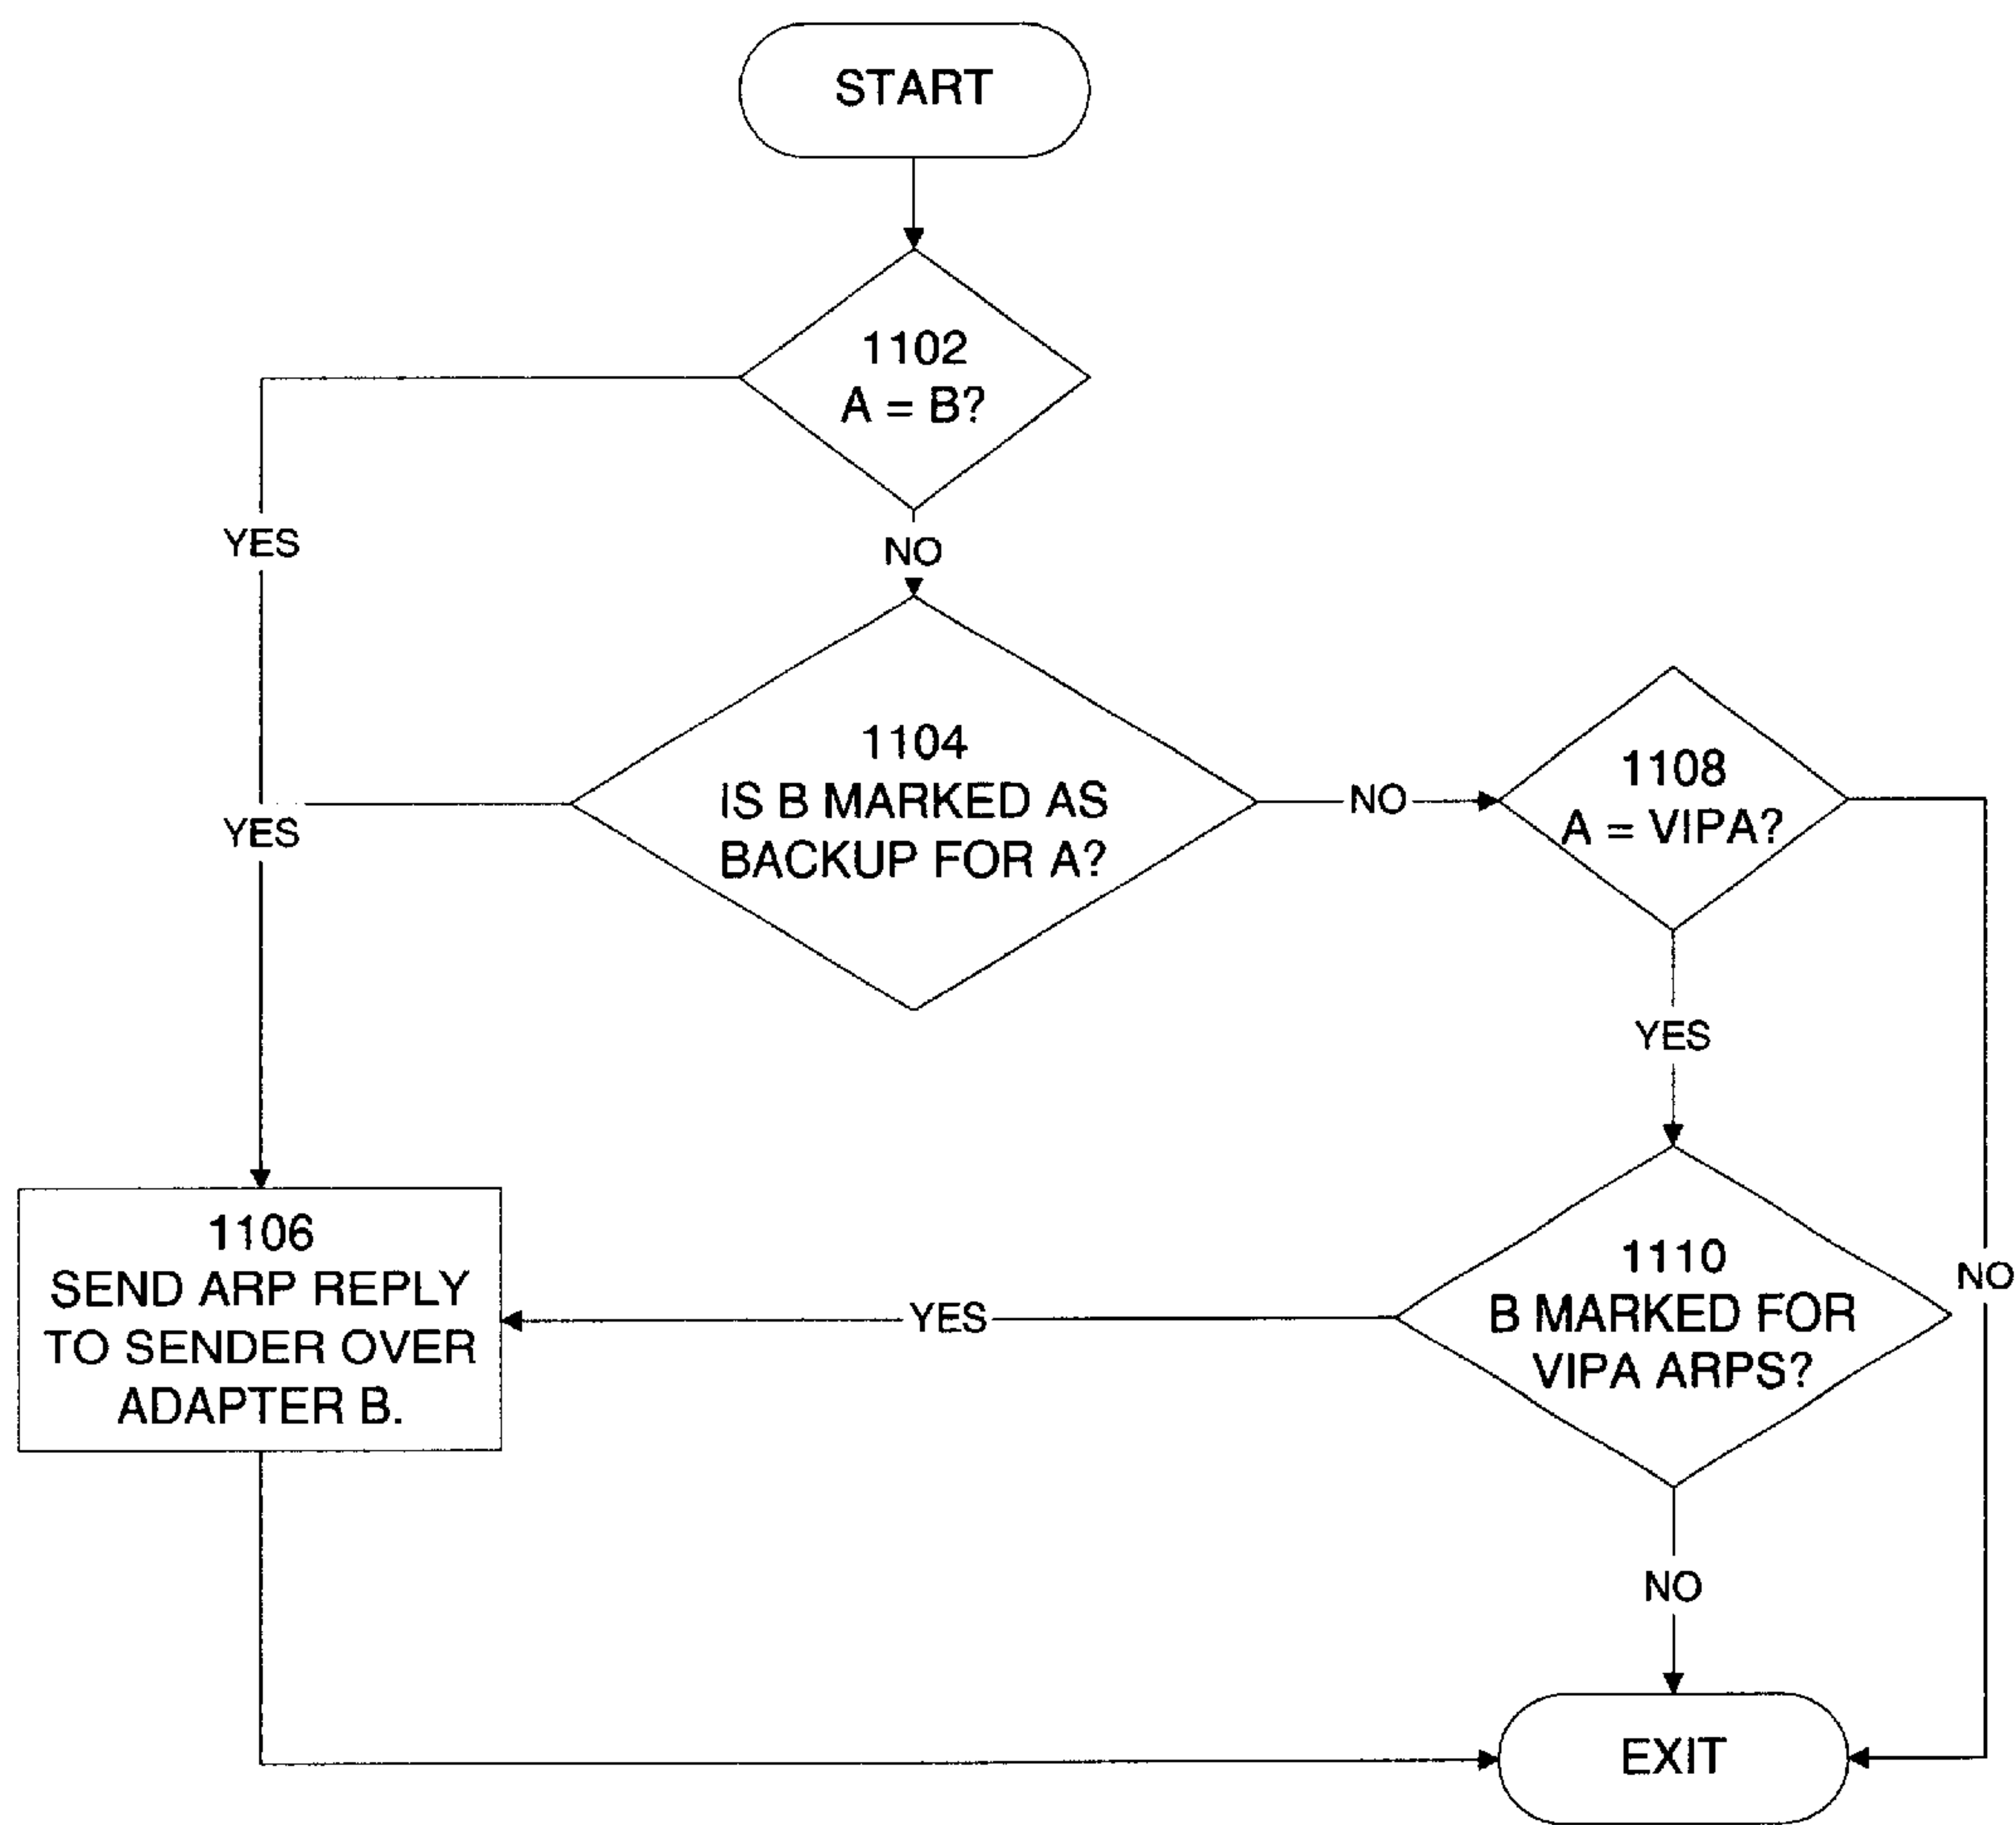 START
1102
A = B?
YES
NO
1104
IS B MARKED AS
BACKUP FOR A?
YES
NO
1108
A = VIPA?
YES
NO
1106
SEND ARP REPLY
TO SENDER OVER
ADAPTER B.
YES
1110
B MARKED FOR
VIPA ARPS?
NO
EXIT